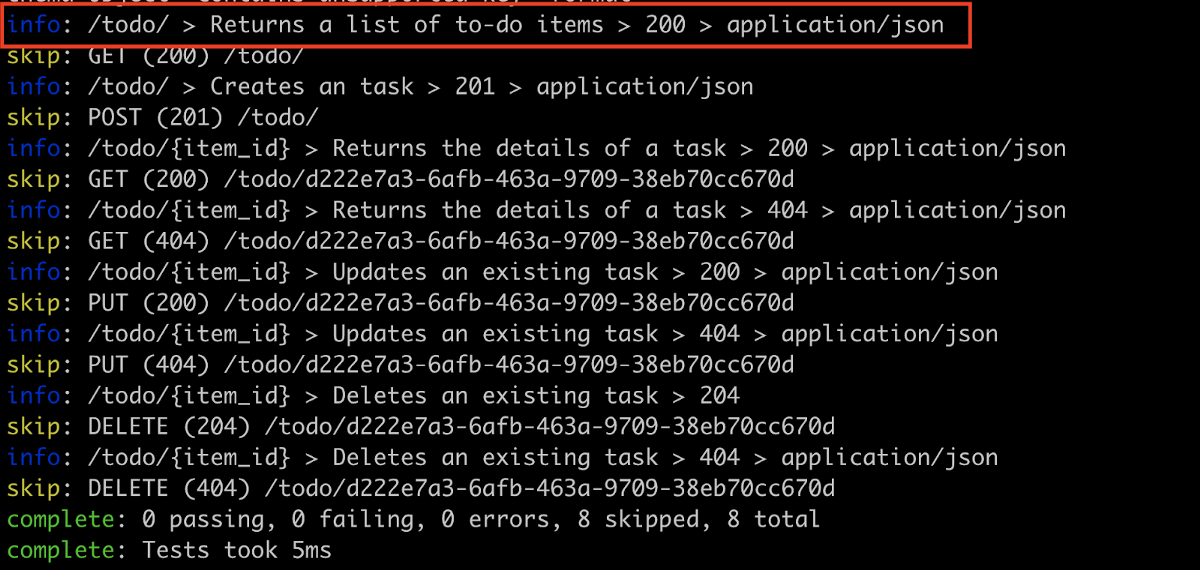 info: /todo/ > Returns a list of to-do items > 200 > application/json
skip: GET (200) /todo/
info: /todo/ > Creates an task > 201 > application/json
skip: POST (201) /todo/
info: /todo/{item_id} > Returns the details of a task > 200 > application/json
skip: GET (200) /todo/d222e7a3-6afb-463a-9709-38eb70cc670d
info: /todo/{item_id} > Returns the details of a task > 404 > application/json
skip: GET (404) /todo/d222e7a3-6afb-463a-9709-38eb70cc670d
info: /todo/{item_id} > Updates an existing task > 200 > application/json
skip: PUT (200) /todo/d222e7a3-6afb-463a-9709-38eb70cc670d
info: /todo/{item_id} > Updates an existing task > 404 > application/json
skip: PUT (404) /todo/d222e7a3-6afb-463a-9709-38eb70cc670d
info: /todo/{item_id} > Deletes an existing task > 204
skip: DELETE (204) /todo/d222e7a3-6afb-463a-9709-38eb70cc670d
info: /todo/{item_id} > Deletes an existing task > 404 > application/json
skip: DELETE (404) /todo/d222e7a3-6afb-463a-9709-38eb70cc670d
complete: 0 passing, 0 failing, 0 errors, 8 skipped, 8 total
complete: Tests took 5ms